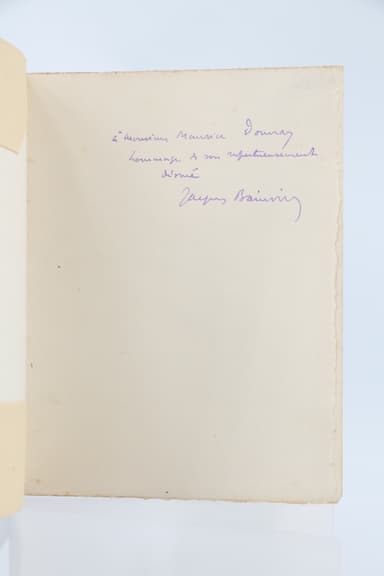 à Monsieur Maurice Donnay
hommage de son respectueusement
dévoué
Jacques Bainville